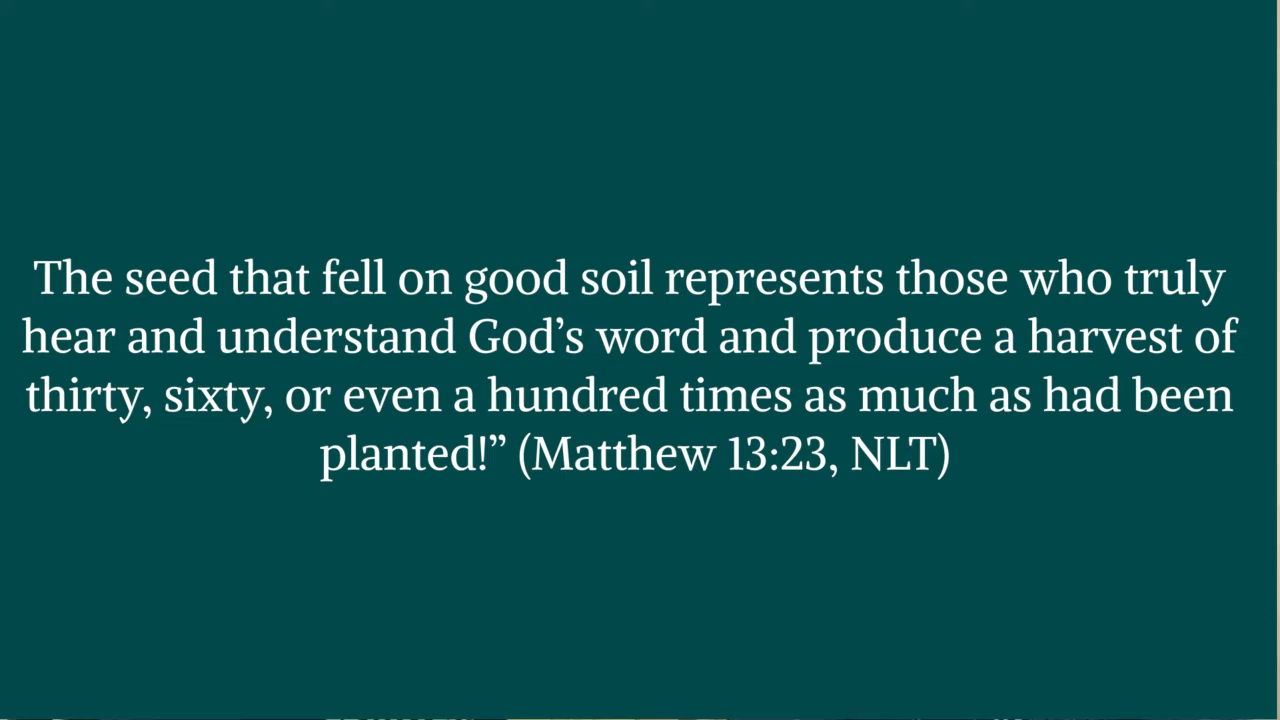 The seed that fell on good soil represents those who truly
hear and understand God’s word and produce a harvest of
thirty, sixty, or even a hundred times as much as had been
planted!” (Matthew 13:23, NLT)